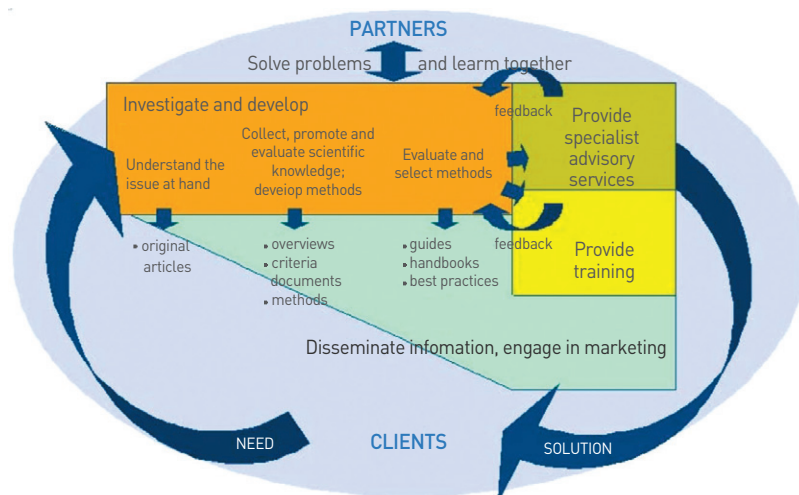 PARTNERS
Solve problems and learm together
Investigate and develop
Understand the
issue at hand
Collect, promote and
evaluate scientific
knowledge;
deveiop methods
Evaluate and
select methods
feedback
Provide
specialist
advisory
services
• original
articles
• overviews
• criteria
documents
• methods
• guides
• handbooks
• best practices
feedback
Provide
training
Disseminate infomation, engage in marketing
NEED
CLIENTS
SOLUTION